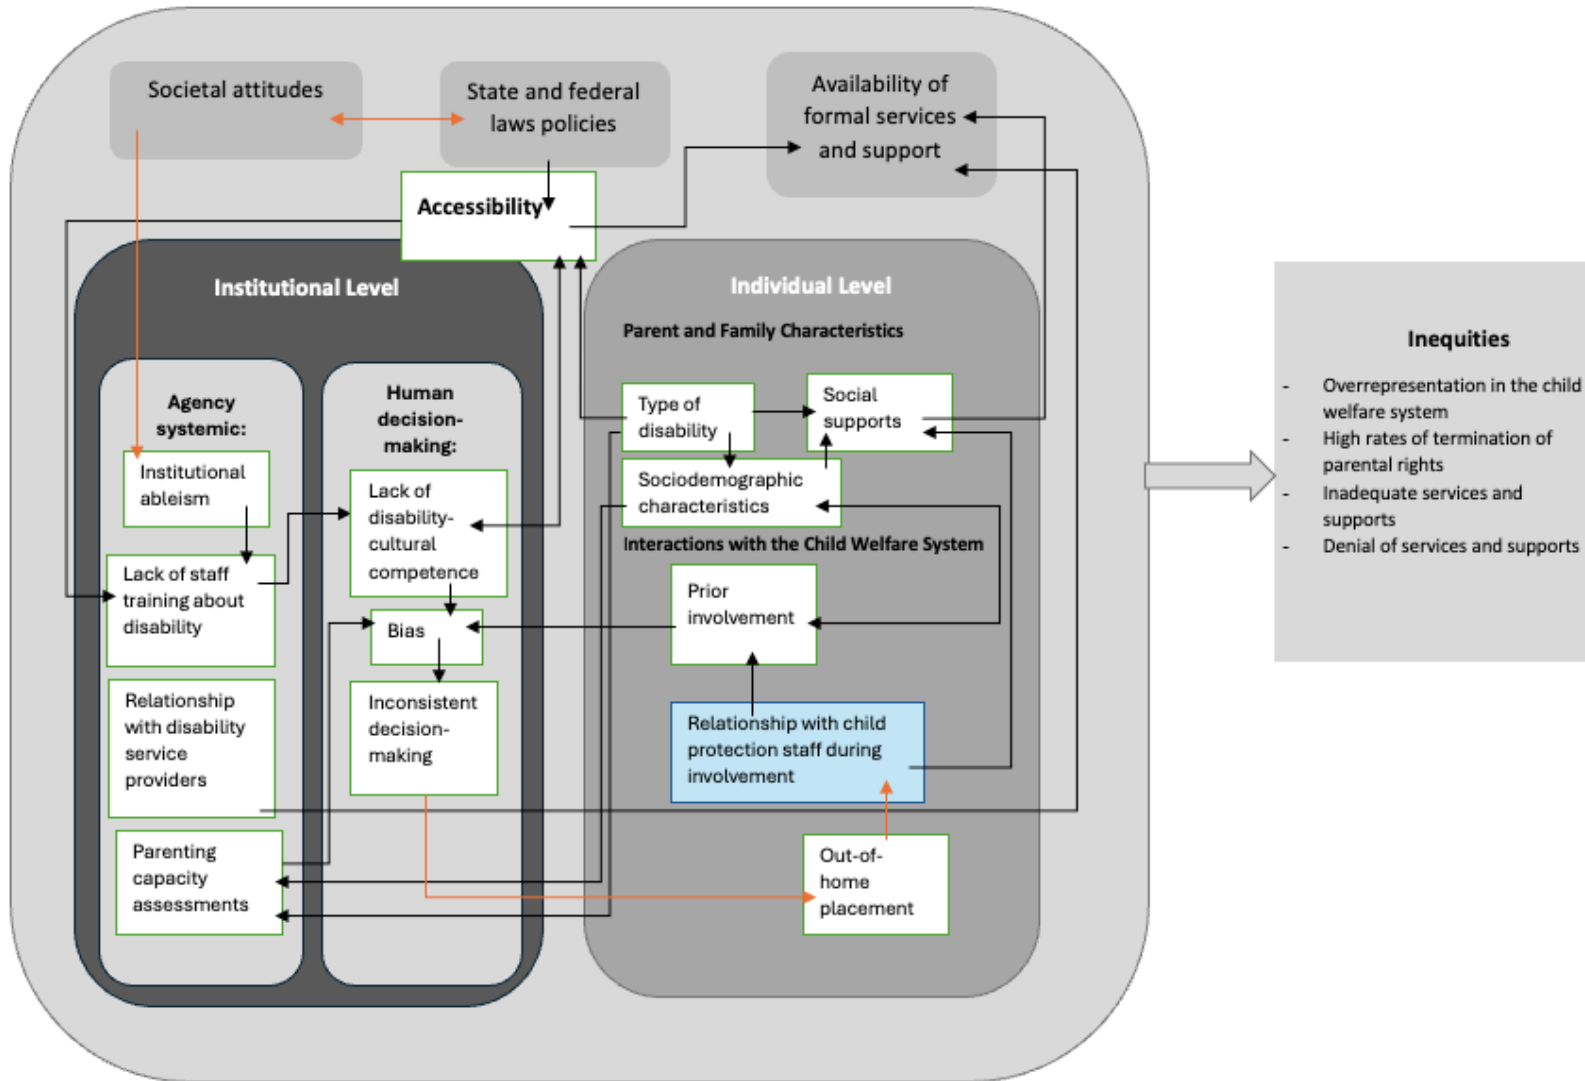 Societal attitudes
State and federal
laws policies
Availability of
formal services
and support
Accessibility
Institutional Level
Agency
systemic:
Institutional
ableism
Lack of staff
training about
disability
Relationship
with disability
service
providers
Parenting
capacity
assessments
Human
decision-
making:
Lack of
disability-
cultural
competence
Bias
Inconsistent
decision-
making
Individual Level
Parent and Family Characteristics
Type of
disability
Social
supports
Sociodemographic
characteristics
Interactions with the Child Welfare System
Prior
involvement
Relationship with child
protection staff during
involvement
Out-of-
home
placement
Inequities
- Overrepresentation in the child
welfare system
- High rates of termination of
parental rights
- Inadequate services and
supports
- Denial of services and supports